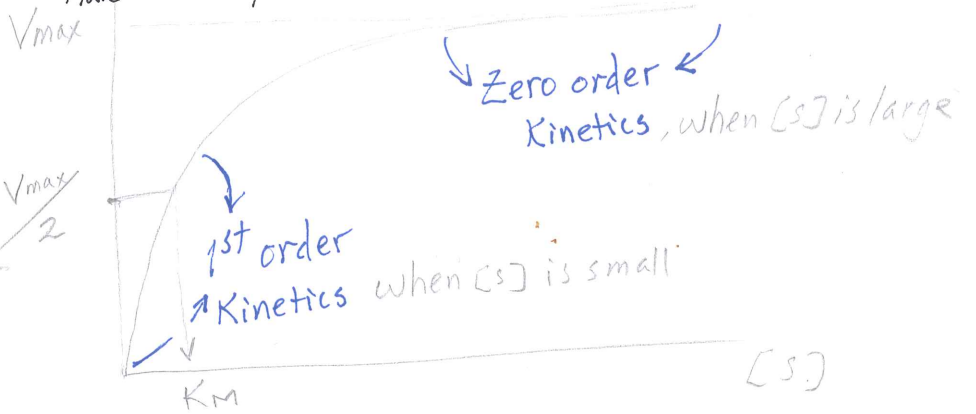 Vmax
Zero order
Kinetics, when [s] is large
Vmax/2
1st order
Kinetics when [s] is small
[S]
KM